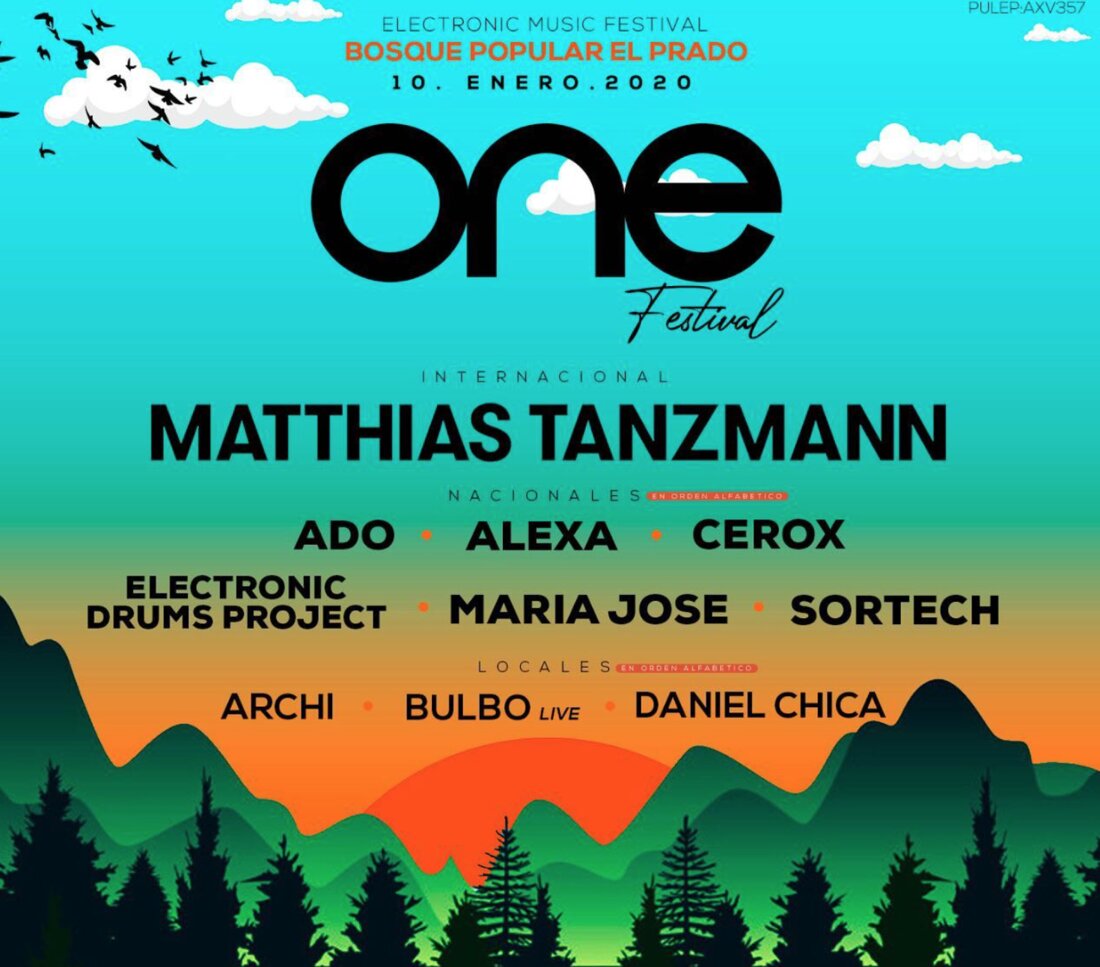 PULEP:AXV357
ELECTRONIC MUSIC FESTIVAL
BOSQUE POPULAR EL PRADO
10. ENERO.2020
one
Festival
INTERNACIONAL
MATTHIAS TANZMANN
NACIONALES EN ORDEN ALFABETICO
ADO • ALEXA • CEROX
ELECTRONIC
DRUMS PROJECT • MARIA JOSE • SORTECH
LOCALES EN ORDEN ALFABETICO
ARCHI • BULBO LIVE • DANIEL CHICA